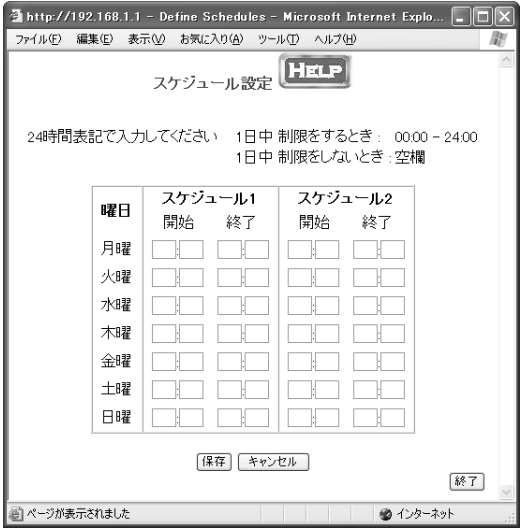 http://192.168.1.1 - Define Schedules - Microsoft Internet Explo...
ファイル(F) 編集(E) 表示(V) お気に入り(A) ツール(T) ヘルプ(H)
スケジュール設定 HELP
24時間表記で入力してください 1日中 制限をするとき : 00:00 - 24:00
1日中 制限をしないとき : 空欄
曜日 スケジュール1 スケジュール2
開始 終了 開始 終了
月曜 : : : :
火曜 : : : :
水曜 : : : :
木曜 : : : :
金曜 : : : :
土曜 : : : :
日曜 : : : :
保存 キャンセル
終了
ページが表示されました インターネット